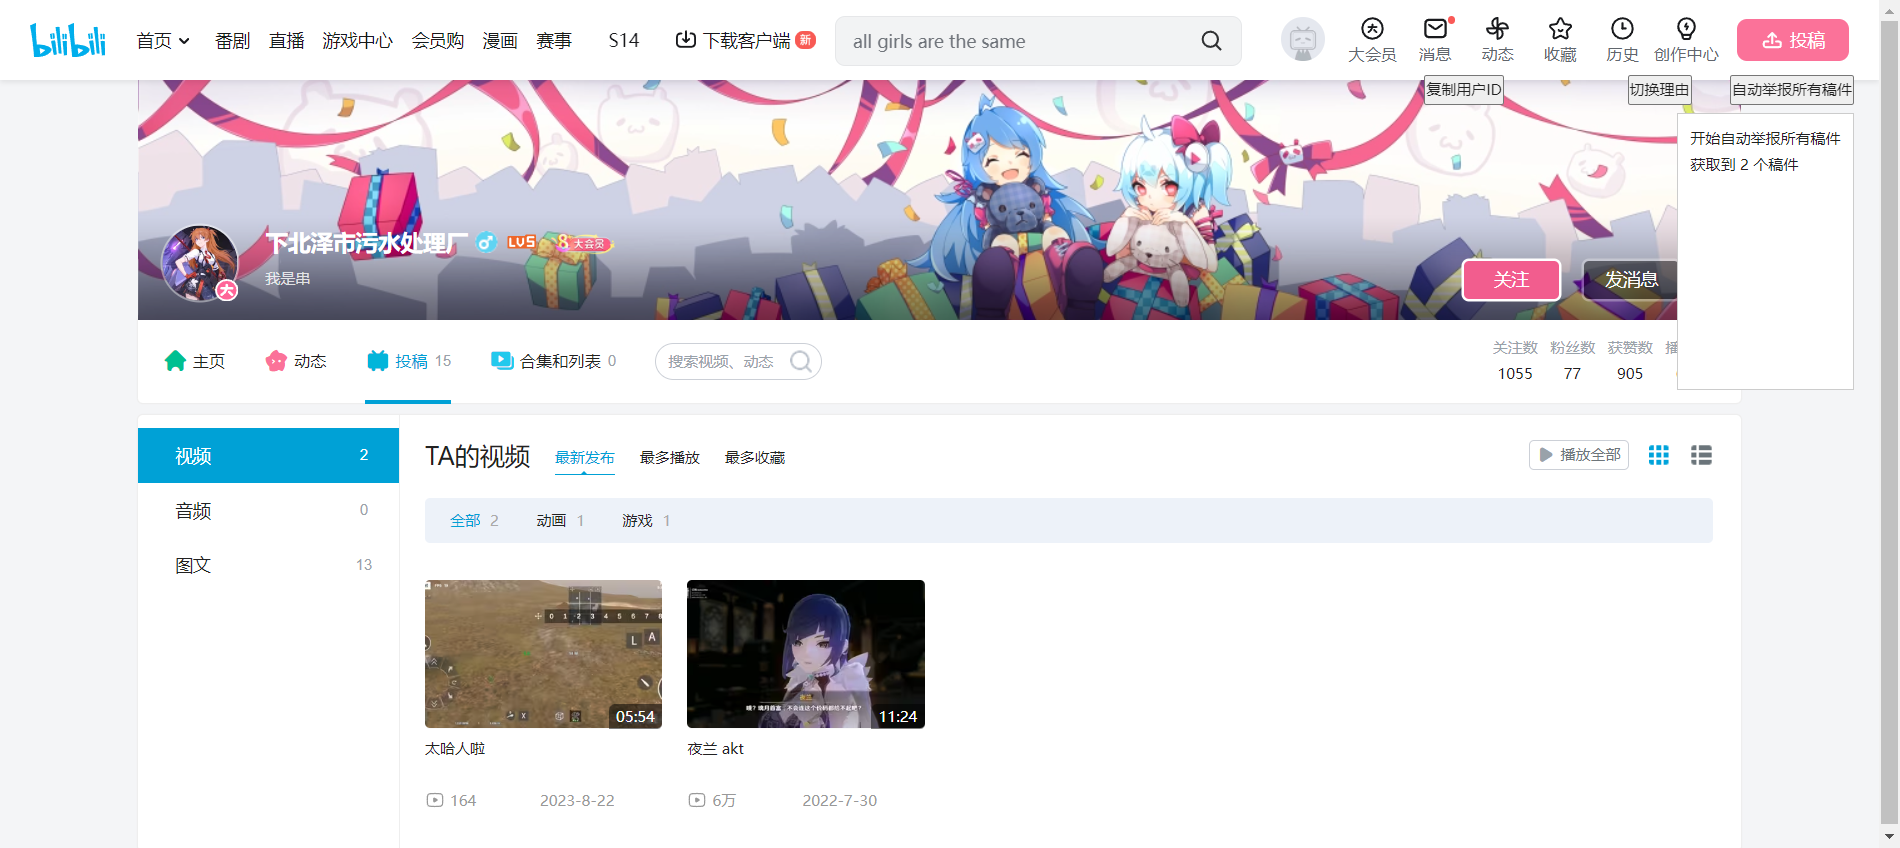 bilibili
首页 番剧 直播 游戏中心 会员购 漫画 赛事 S14 下载客户端 新
all girls are the same
大会员 消息 动态 收藏 历史 创作中心 投稿
复制用户ID 切换理由 自动举报所有稿件
开始自动举报所有稿件
获取到 2 个稿件
下北泽市污水处理厂 LV5 大会员
我是串
关注 发消息
主页 动态 投稿 15 合集和列表 0 搜索视频、动态
关注数 粉丝数 获赞数 播
1055 77 905
视频 2
音频 0
图文 13
TA的视频 最新发布 最多播放 最多收藏 播放全部
全部 2 动画 1 游戏 1
0 1 2 3 4 5 6 7 8
L A
X
05:54
夜兰
11:24
太哈人啦
164 2023-8-22
夜兰 akt
6万 2022-7-30